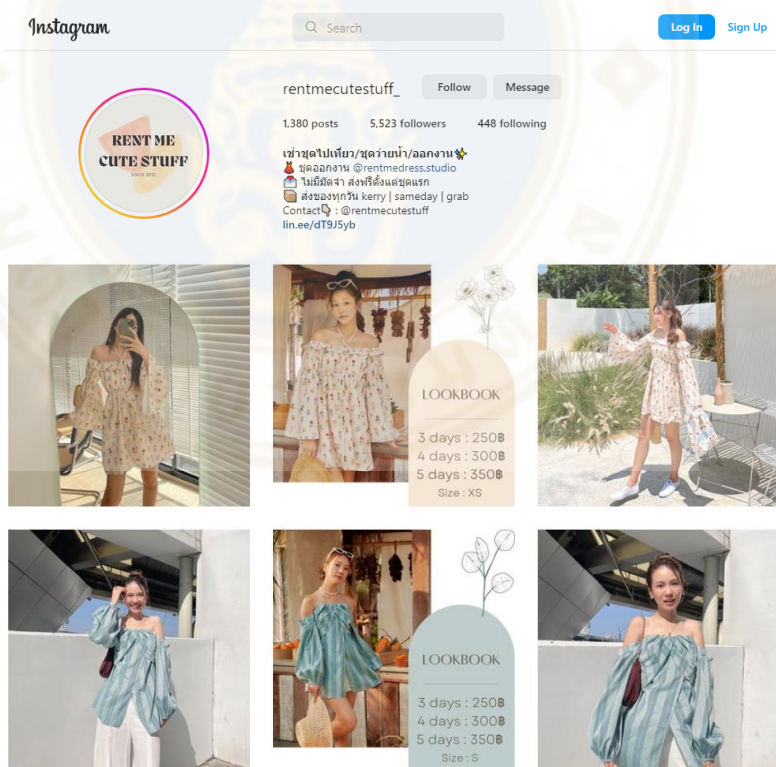 Instagram
Search
Log In
Sign Up
rentmecutestuff_
Follow
Message
1,380 posts 5,523 followers 448 following
RENT ME
CUTE STUFF
SINCE 2021
เช่าชุดไปเที่ยว/ชุดว่ายน้ำ/ออกงาน✨
👗 ชุดออกงาน @rentmedress.studio
📩 ไม่มีมัดจำ ส่งฟรีตั้งแต่ชุดแรก
📦 ส่งของทุกวัน kerry | sameday | grab
Contact👇🏻 : @rentmecutestuff
lin.ee/dT9J5yb
LOOKBOOK
3 days : 250฿
4 days : 300฿
5 days : 350฿
Size : XS
LOOKBOOK
3 days : 250฿
4 days : 300฿
5 days : 350฿
Size : S